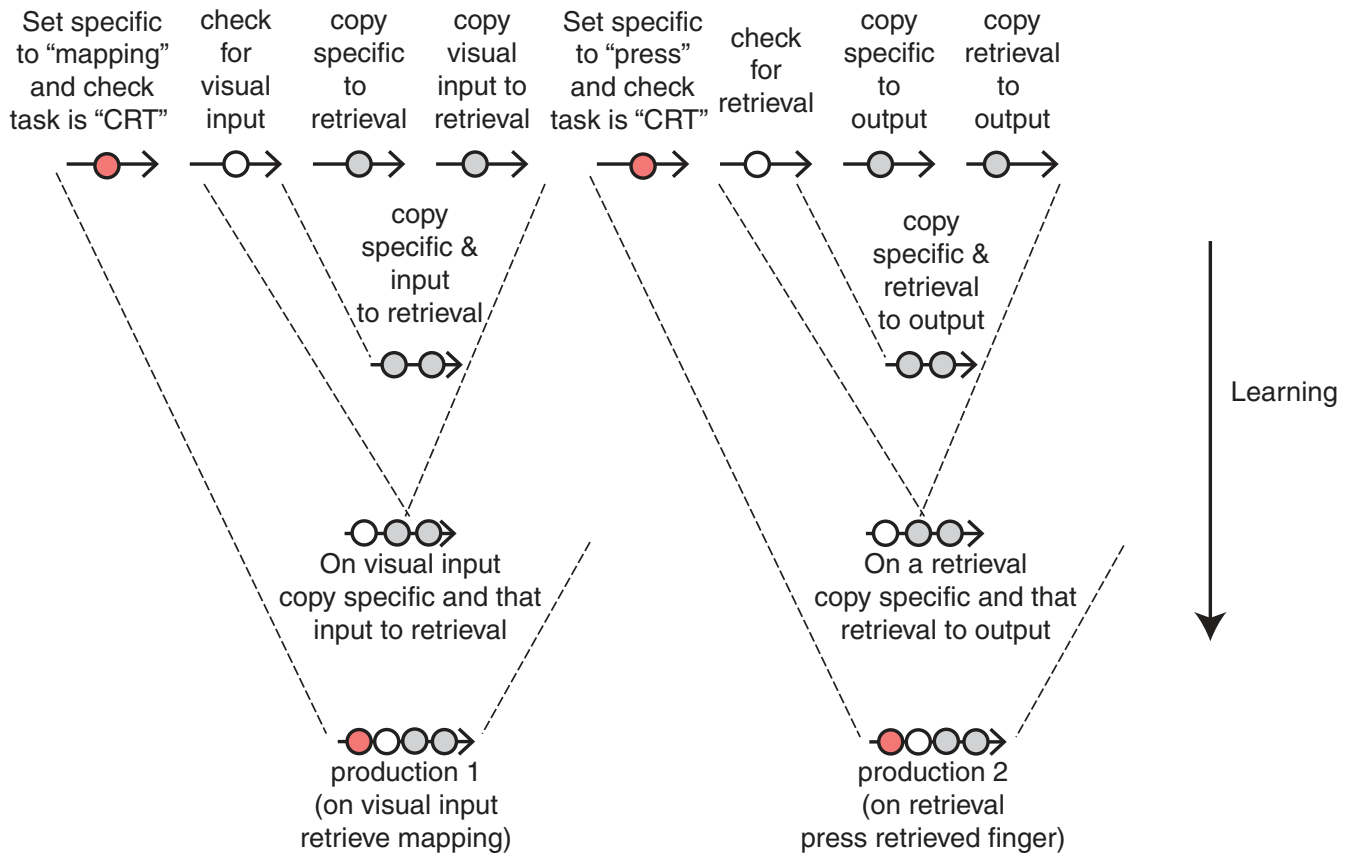 Set specific
to “mapping”
and check
task is “CRT”
check
for
visual
input
copy
specific
to
retrieval
copy
visual
input to
retrieval
Set specific
to “press”
and check
task is “CRT”
check
for
retrieval
copy
specific
to
output
copy
retrieval
to
output
copy
specific &
input
to retrieval
copy
specific &
retrieval
to output
Learning
On visual input
copy specific and that
input to retrieval
On a retrieval
copy specific and that
retrieval to output
production 1
(on visual input
retrieve mapping)
production 2
(on retrieval
press retrieved finger)